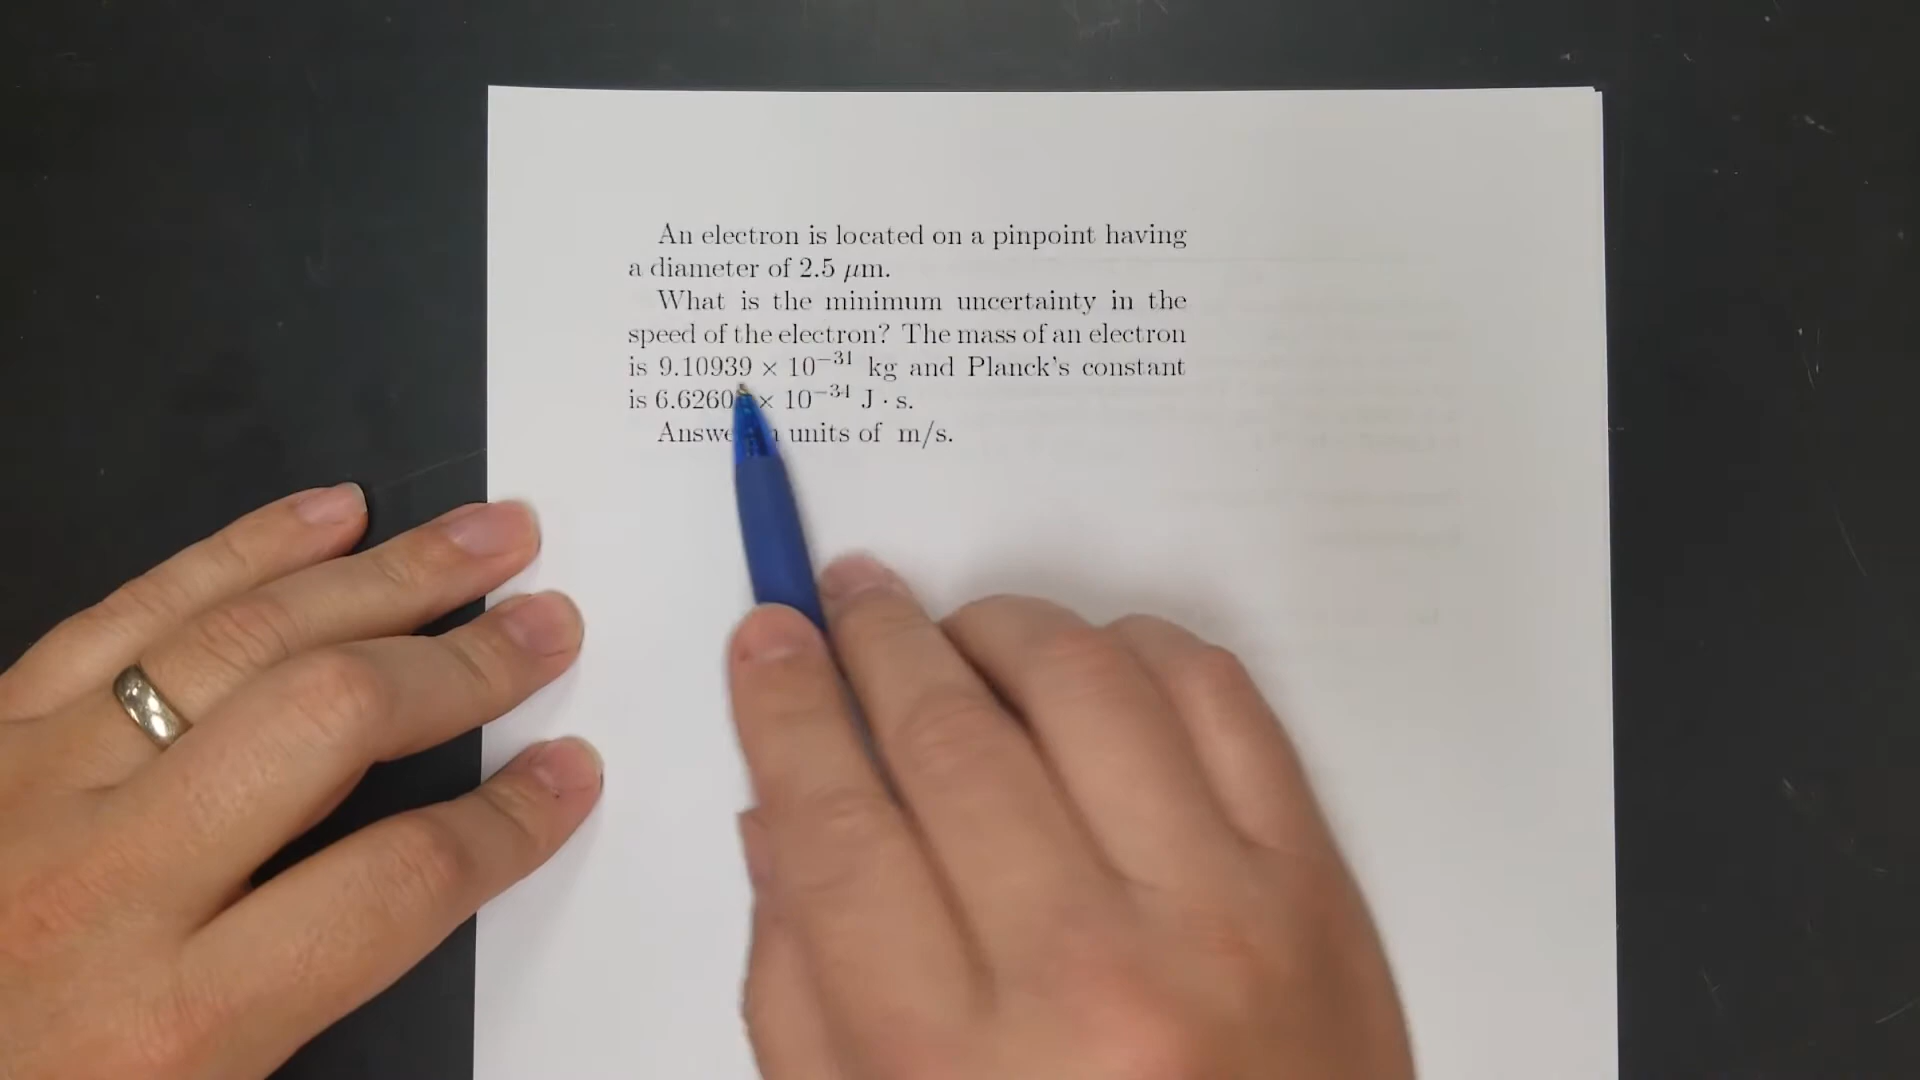 An electron is located on a pinpoint having
a diameter of 2.5 μm.
What is the minimum uncertainty in the
speed of the electron? The mass of an electron
is 9.10939 × 10⁻³¹ kg and Planck's constant
is 6.6260 × 10⁻³⁴ J · s.
units of m/s.